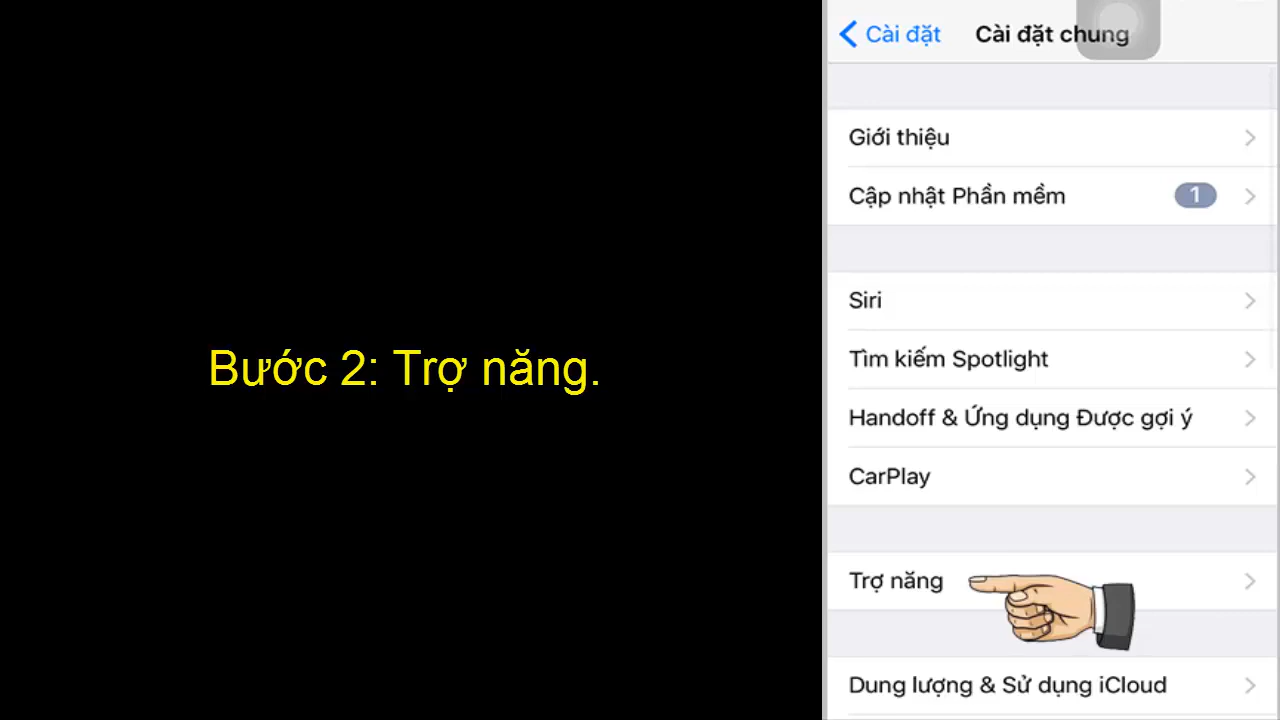 Bước 2: Trợ năng.
Cài đặt
Cài đặt chung
Giới thiệu
Cập nhật Phần mềm
1
Siri
Tìm kiếm Spotlight
Handoff & Ứng dụng Được gợi ý
CarPlay
Trợ năng
Dung lượng & Sử dụng iCloud